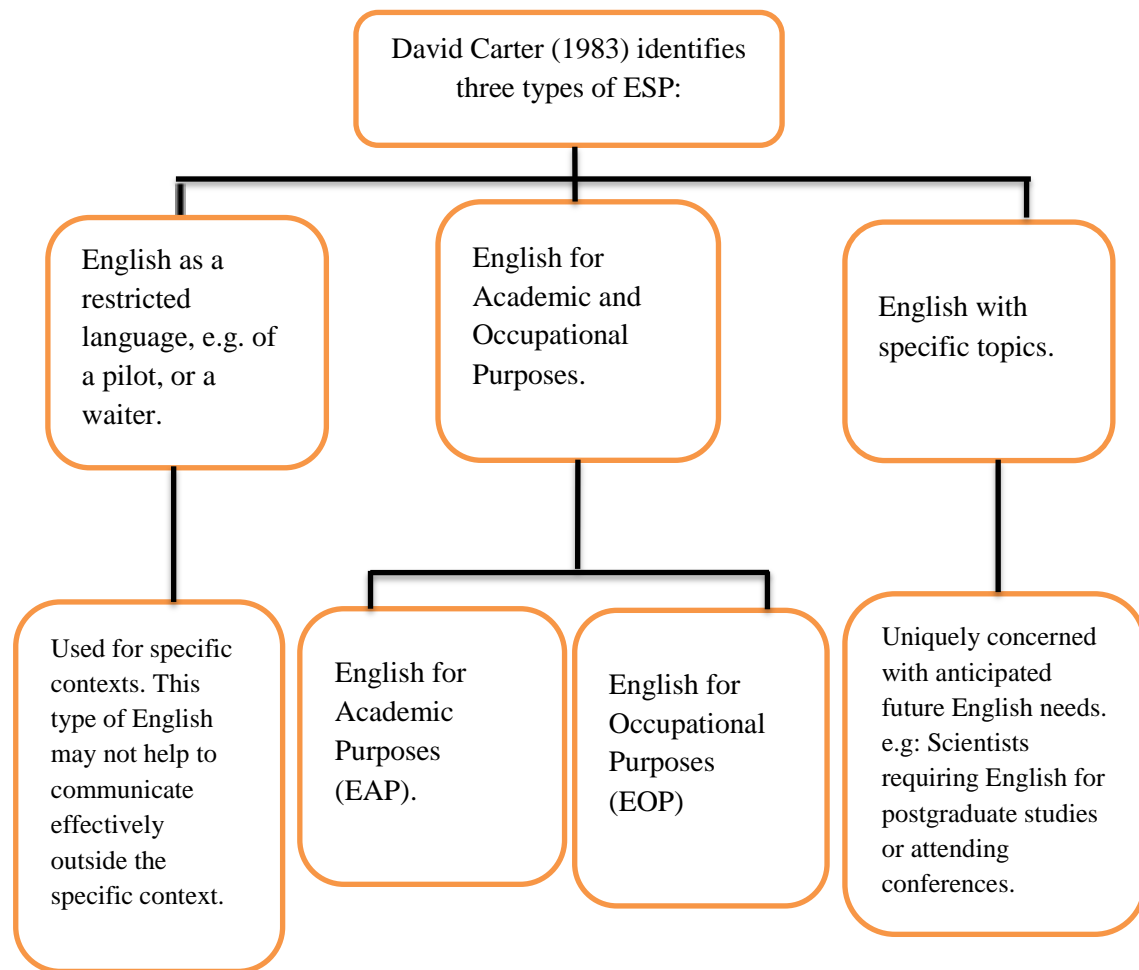 David Carter (1983) identifies
three types of ESP:
English as a
restricted
language, e.g. of
a pilot, or a
waiter.
English for
Academic and
Occupational
Purposes.
English with
specific topics.
Used for specific
contexts. This
type of English
may not help to
communicate
effectively
outside the
specific context.
English for
Academic
Purposes
(EAP).
English for
Occupational
Purposes
(EOP)
Uniquely concerned
with anticipated
future English needs.
e.g: Scientists
requiring English for
postgraduate studies
or attending
conferences.